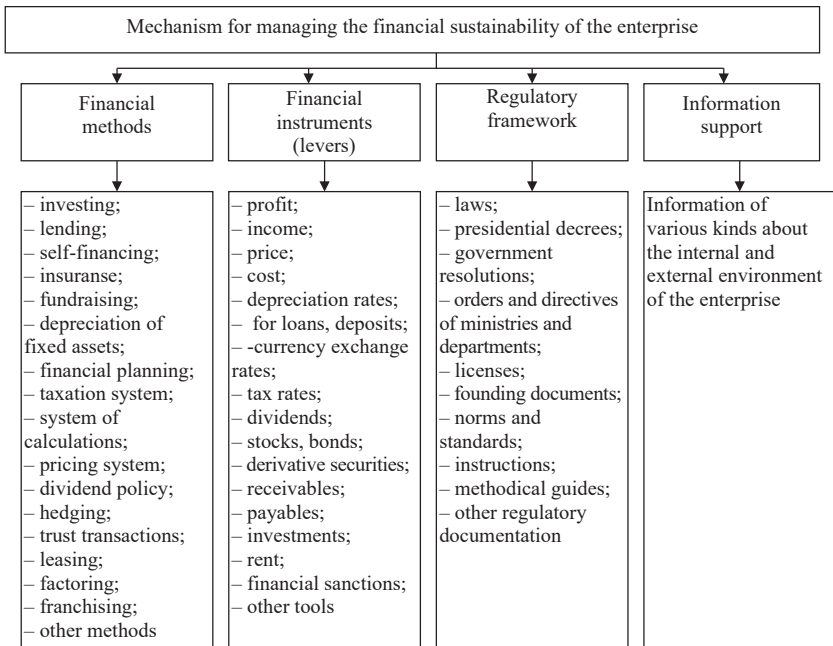 Mechanism for managing the financial sustainability of the enterprise
Financial
methods
Financial
instruments
(levers)
Regulatory
framework
Information
support
– investing;
– lending;
– self-financing;
– insuranse;
– fundraising;
– depreciation of
fixed assets;
– financial planning;
– taxation system;
– system of
calculations;
– pricing system;
– dividend policy;
– hedging;
– trust transactions;
– leasing;
– factoring;
– franchising;
– other methods
– profit;
– income;
– price;
– cost;
– depreciation rates;
– for loans, deposits;
– -currency exchange
rates;
– tax rates;
– dividends;
– stocks, bonds;
– derivative securities;
– receivables;
– payables;
– investments;
– rent;
– financial sanctions;
– other tools
– laws;
– presidential decrees;
– government
resolutions;
– orders and directives
of ministries and
departments;
– licenses;
– founding documents;
– norms and
standards;
– instructions;
– methodical guides;
– other regulatory
documentation
Information of
various kinds about
the internal and
external environment
of the enterprise